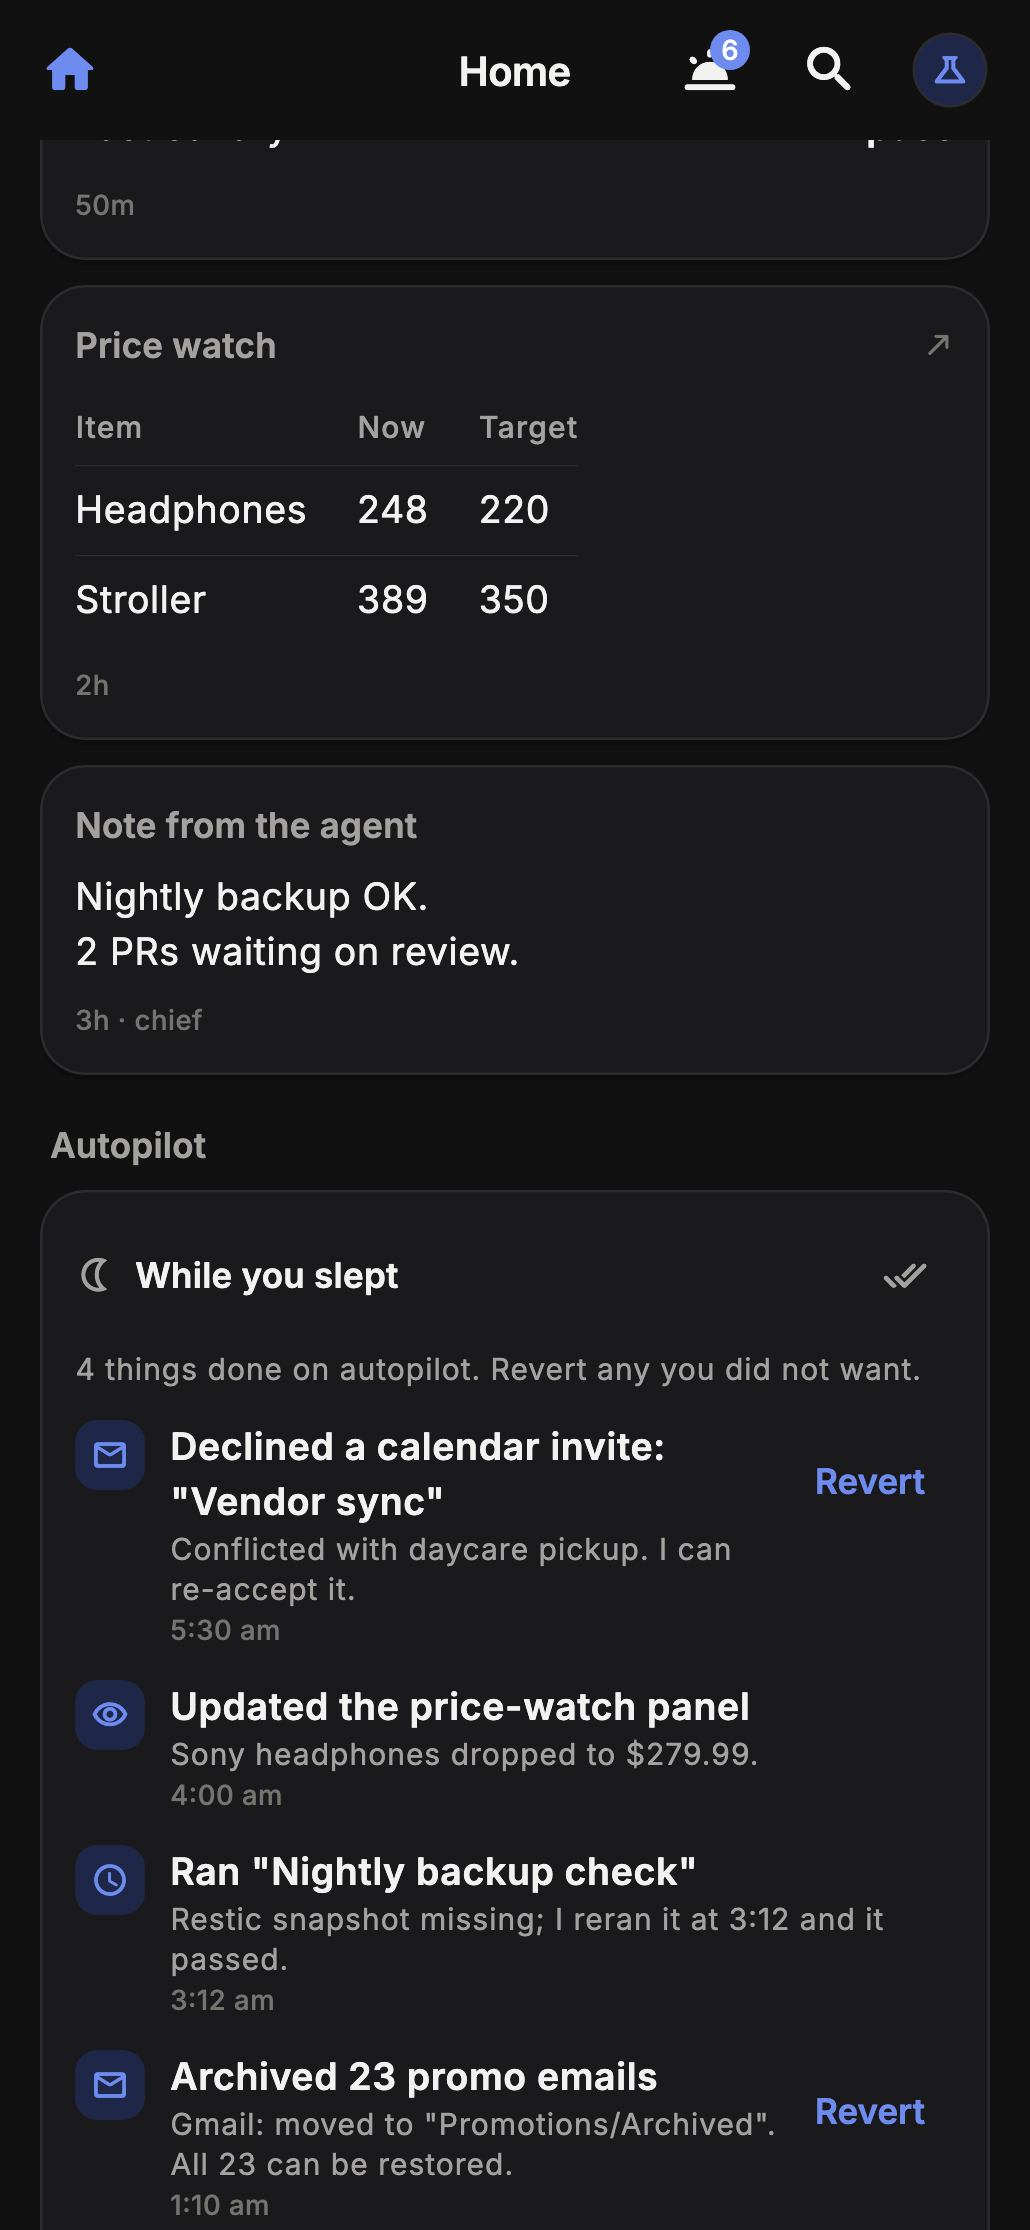 Home
6
50m
Price watch
Item Now Target
Headphones 248 220
Stroller 389 350
2h
Note from the agent
Nightly backup OK.
2 PRs waiting on review.
3h · chief
Autopilot
While you slept
4 things done on autopilot. Revert any you did not want.
Declined a calendar invite:
"Vendor sync"
Revert
Conflicted with daycare pickup. I can
re-accept it.
5:30 am
Updated the price-watch panel
Sony headphones dropped to $279.99.
4:00 am
Ran "Nightly backup check"
Restic snapshot missing; I reran it at 3:12 and it
passed.
3:12 am
Archived 23 promo emails
Revert
Gmail: moved to "Promotions/Archived".
All 23 can be restored.
1:10 am